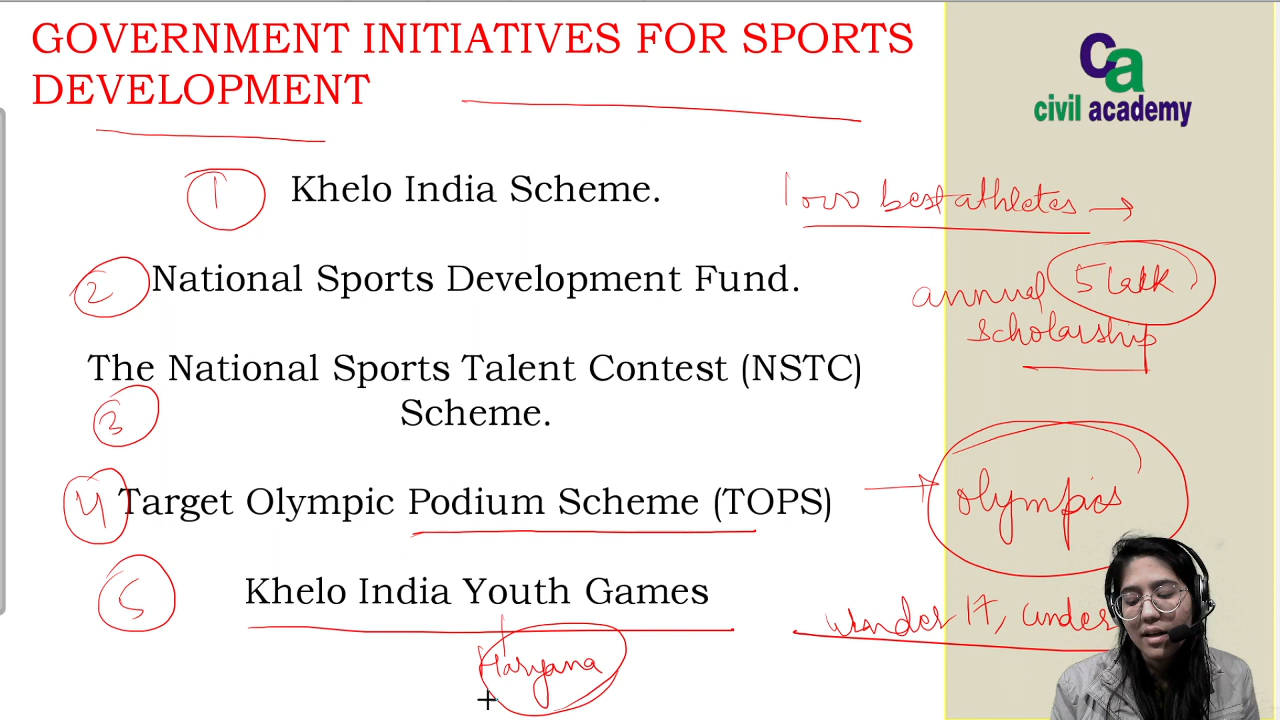 GOVERNMENT INITIATIVES FOR SPORTS
DEVELOPMENT
ca
civil academy
1 Khelo India Scheme.
1000 best athletes →
2 National Sports Development Fund.
annual 5 lakh
scholarship
The National Sports Talent Contest (NSTC)
3 Scheme.
4 Target Olympic Podium Scheme (TOPS) → Olympics
5 Khelo India Youth Games
under 17, under
Haryana
+